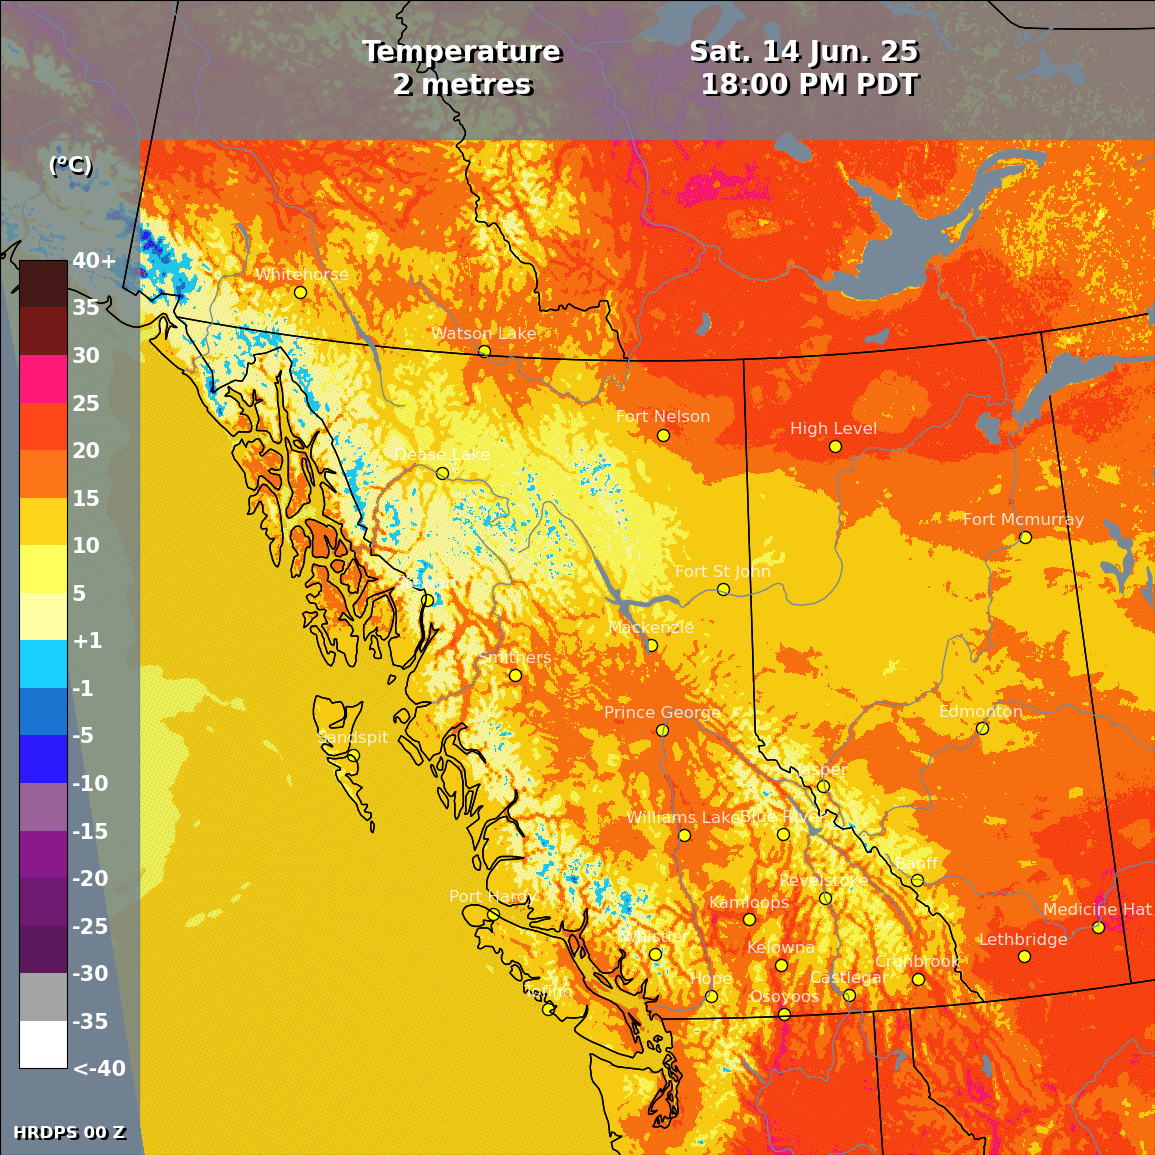 Temperature
2 metres
Sat. 14 Jun. 25
18:00 PM PDT
(ºC)
40+
35
30
25
20
15
10
5
+1
-1
-5
-10
-15
-20
-25
-30
-35
<-40
Whitehorse
Watson Lake
Fort Nelson
High Level
Dease Lake
Fort Mcmurray
Fort St John
Mackenzie
Smithers
Prince George
Edmonton
Sandspit
Jasper
Williams Lake
Blue River
Banff
Revelstoke
Port Hardy
Kamloops
Medicine Hat
Whistler
Kelowna
Lethbridge
Cranbrook
Hope
Castlegar
Tofino
Osoyoos
HRDPS 00 Z